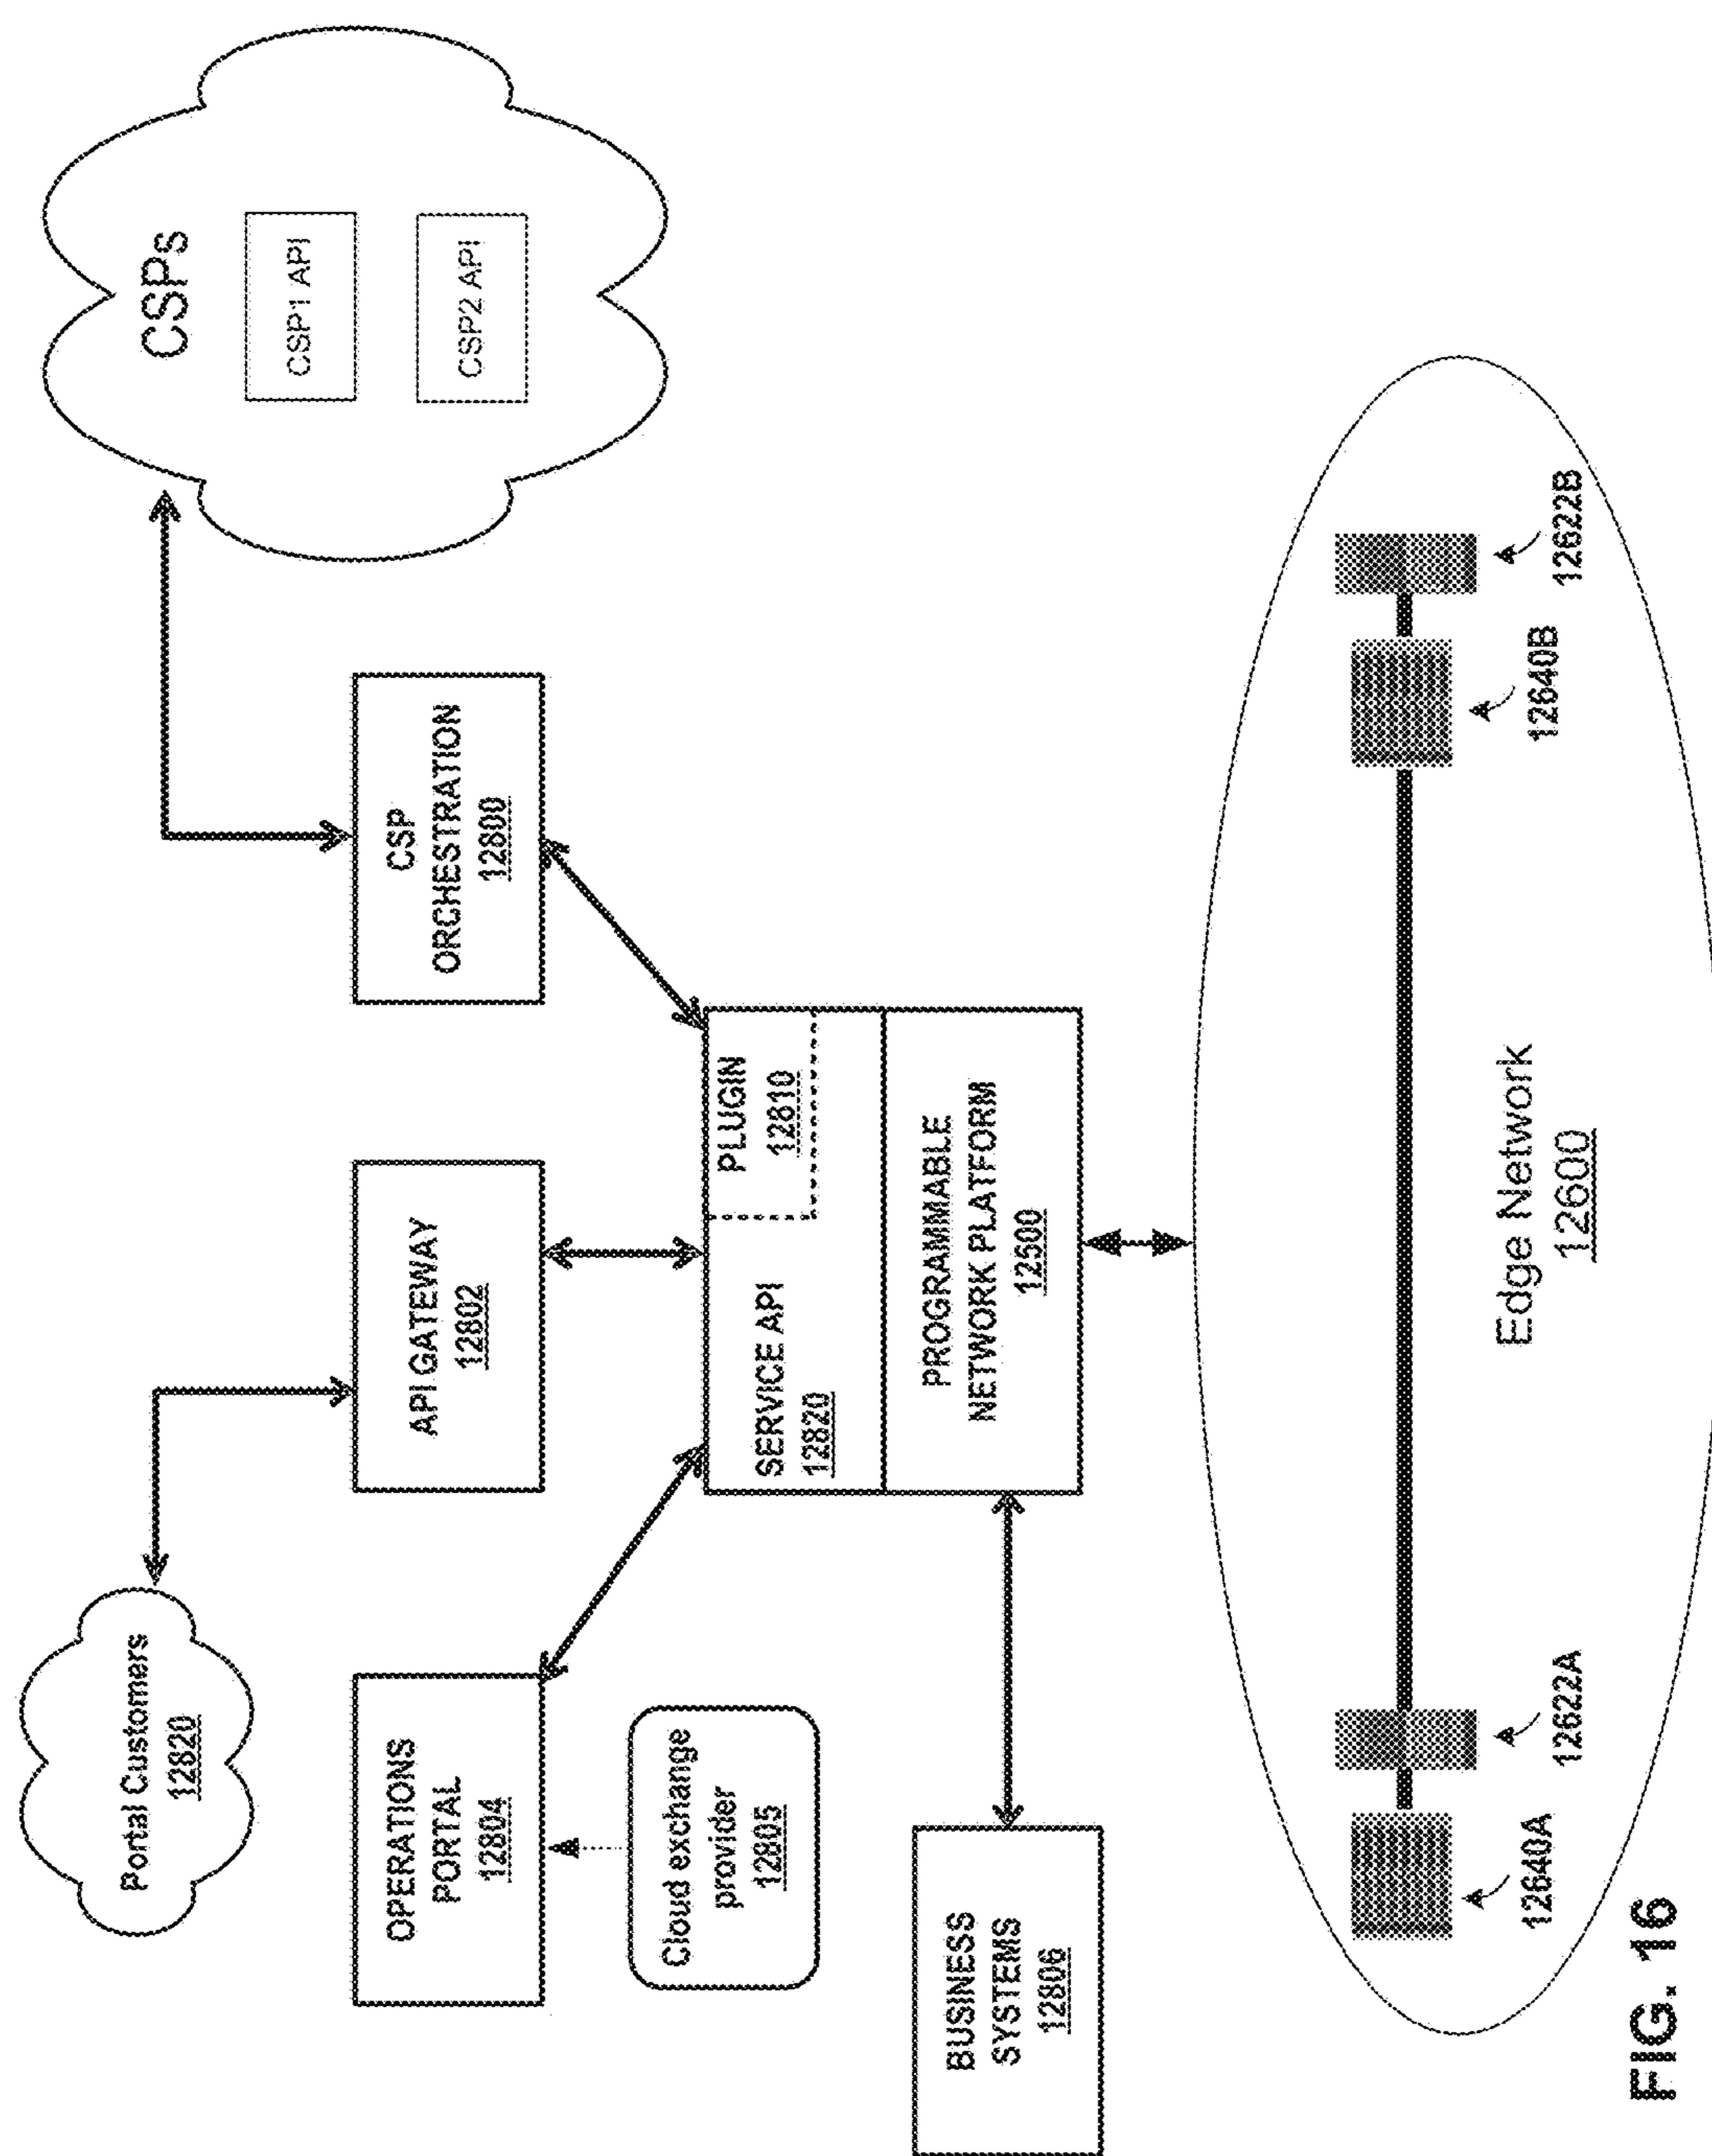 Portal Customers
12820
CSPs
CSP1 API
CSP2 API
OPERATIONS
PORTAL
12804
API GATEWAY
12802
CSP
ORCHESTRATION
12800
Cloud exchange
provider
12805
SERVICE API
12820
PLUGIN
12810
BUSINESS
SYSTEMS
12806
PROGRAMMABLE
NETWORK PLATFORM
12500
12640A
12622A
12640B
12622B
Edge Network
12600
FIG. 16